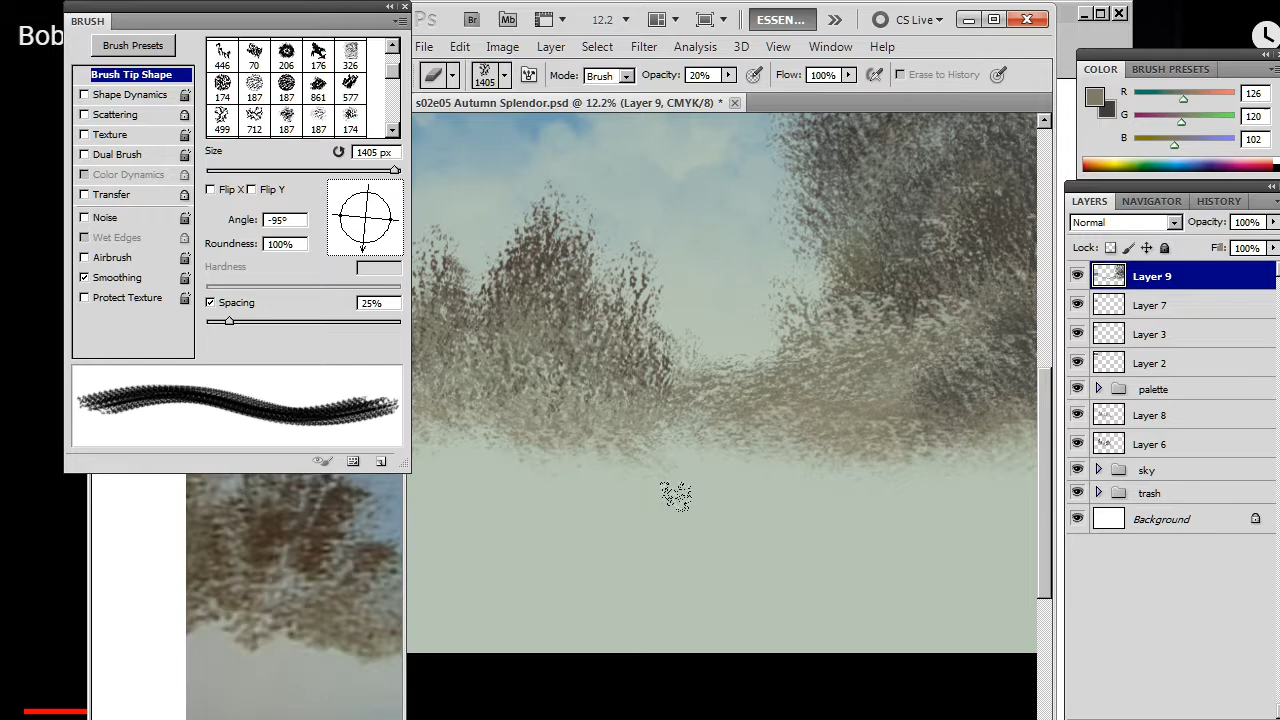 Bob
BRUSH
Brush Presets
Brush Tip Shape
Shape Dynamics
Scattering
Texture
Dual Brush
Color Dynamics
Transfer
Noise
Wet Edges
Airbrush
Smoothing
Protect Texture
446 70 206 176 326
174 187 187 861 577
499 712 187 187 174
Size 1405 px
Flip X Flip Y
Angle: -95º
Roundness: 100%
Hardness
Spacing 25%
Ps Br Mb 12.2 ESSEN... CS Live
File Edit Image Layer Select Filter Analysis 3D View Window Help
1405 Mode: Brush Opacity: 20% Flow: 100% Erase to History
s02e05 Autumn Splendor.psd @ 12.2% (Layer 9, CMYK/8) *
COLOR BRUSH PRESETS
R 126
G 120
B 102
LAYERS NAVIGATOR HISTORY
Normal Opacity: 100%
Lock: Fill: 100%
Layer 9
Layer 7
Layer 3
Layer 2
palette
Layer 8
Layer 6
sky
trash
Background